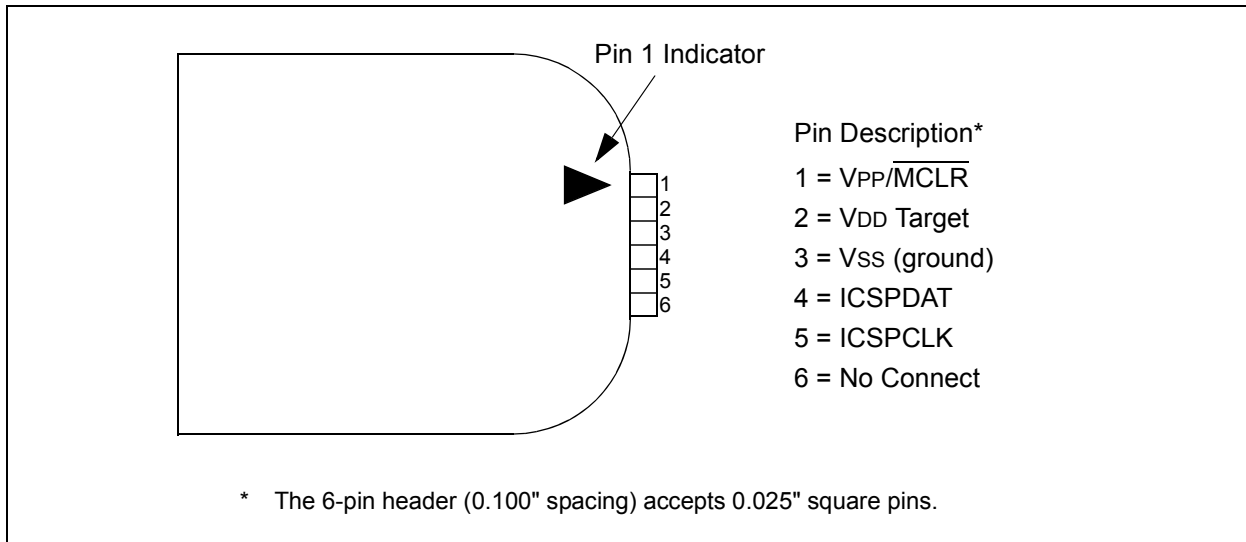 Pin 1 Indicator
1
2
3
4
5
6
Pin Description*
1 = VPP/M̅C̅L̅R̅
2 = VDD Target
3 = VSS (ground)
4 = ICSPDAT
5 = ICSPCLK
6 = No Connect
* The 6-pin header (0.100" spacing) accepts 0.025" square pins.